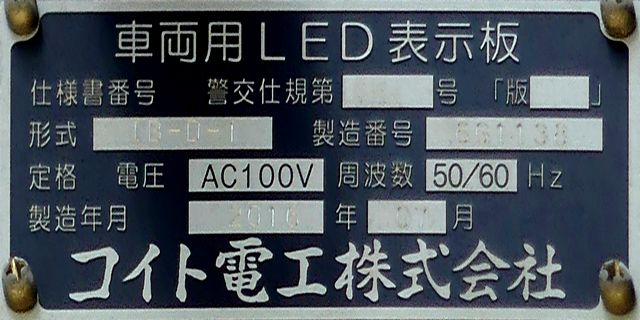 車両用LED表示板
仕様書番号 警交仕規第 号 「版 」
形式 製造番号
定格 電圧 AC100V 周波数 50/60 Hz
製造年月 2016 年 07 月
コイト電工株式会社